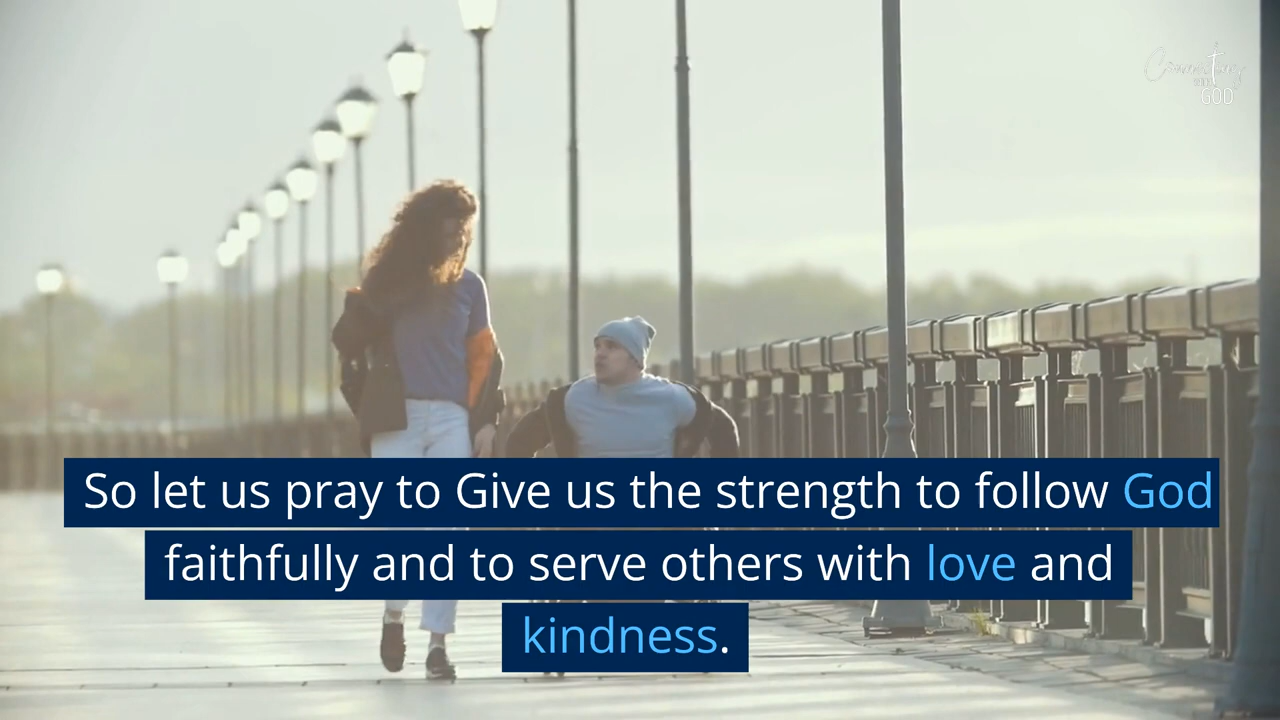 So let us pray to Give us the strength to follow God
faithfully and to serve others with love and
kindness.
GOD